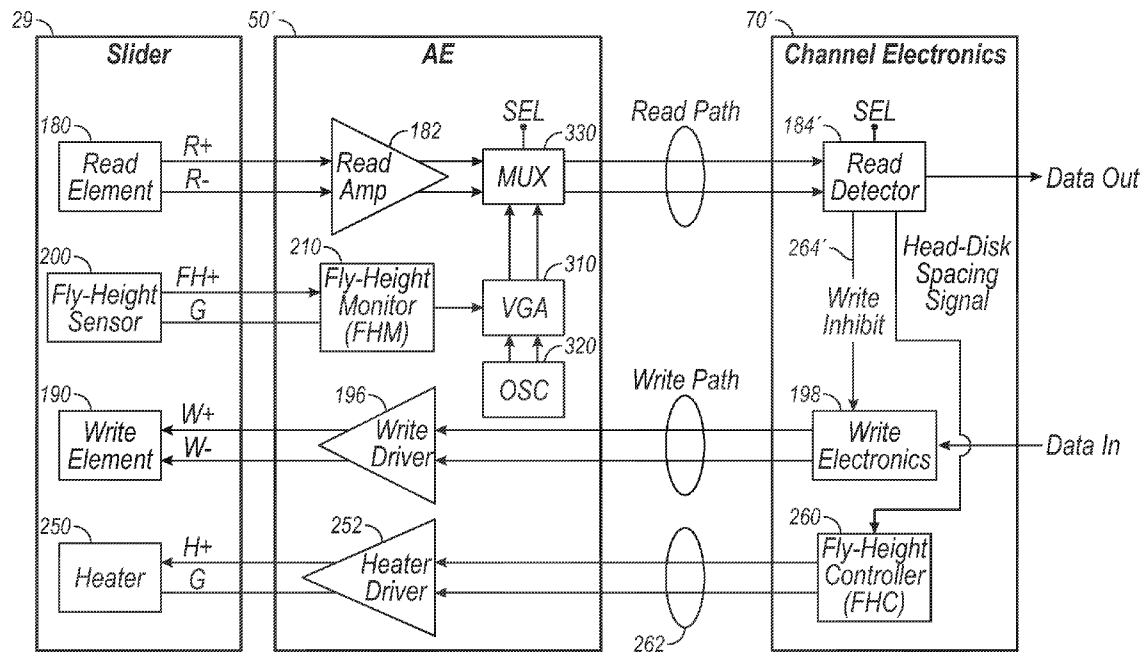 29
50´
70´
Slider
AE
Channel Electronics
180
Read
Element
R+
R-
182
Read
Amp
SEL
330
MUX
Read Path
SEL
184´
Read
Detector
Data Out
200
Fly-Height
Sensor
FH+
G
210
Fly-Height
Monitor
(FHM)
310
VGA
320
OSC
264´
Write
Inhibit
Head-Disk
Spacing
Signal
190
Write
Element
W+
W-
196
Write
Driver
Write Path
198
Write
Electronics
Data In
250
Heater
H+
G
252
Heater
Driver
262
260
Fly-Height
Controller
(FHC)